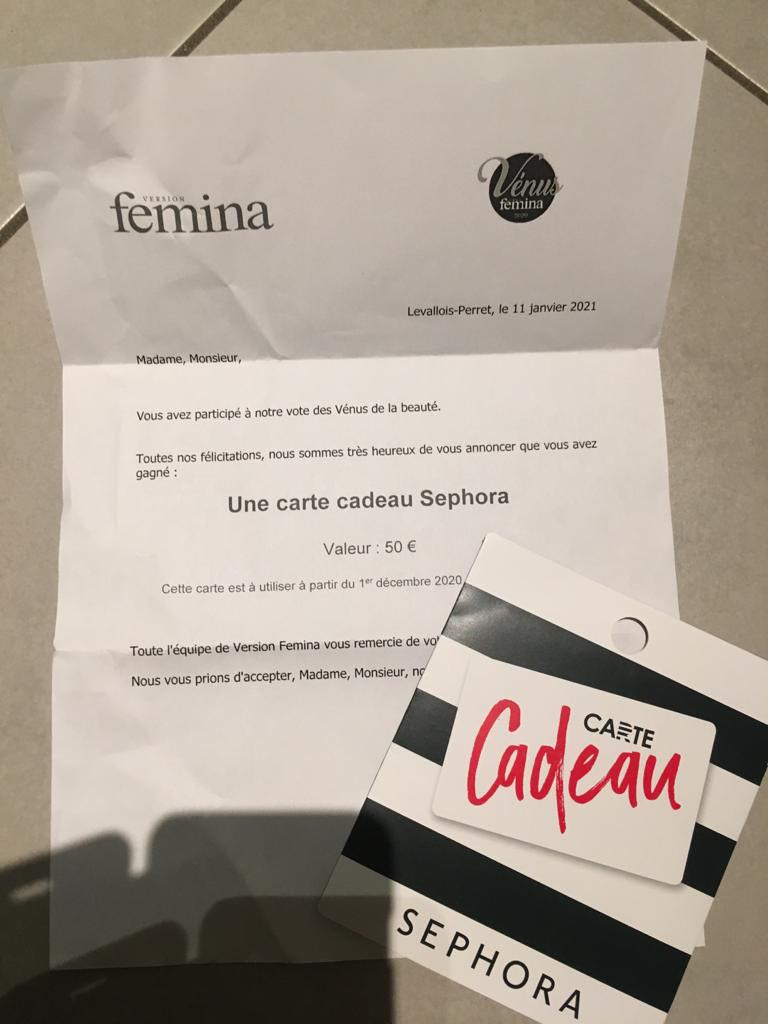 VERSION
femina
Vénus
femina
2020
Levallois-Perret, le 11 janvier 2021
Madame, Monsieur,
Vous avez participé à notre vote des Vénus de la beauté.
Toutes nos félicitations, nous sommes très heureux de vous annoncer que vous avez
gagné :
Une carte cadeau Sephora
Valeur : 50 €
Cette carte est à utiliser à partir du 1er décembre 2020
Toute l'équipe de Version Femina vous remercie de
Nous vous prions d'accepter, Madame, Monsieur,
CARTE
Cadeau
SEPHORA